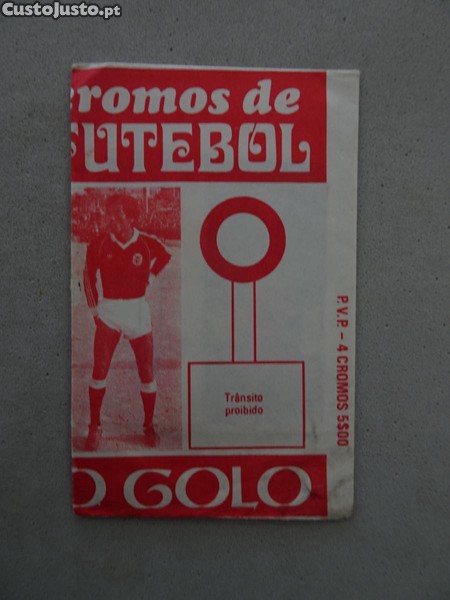 CustoJusto.pt
cromos de
FUTEBOL
Trânsito
proibido
P.V.P. – 4 CROMOS 5$00
O GOLO